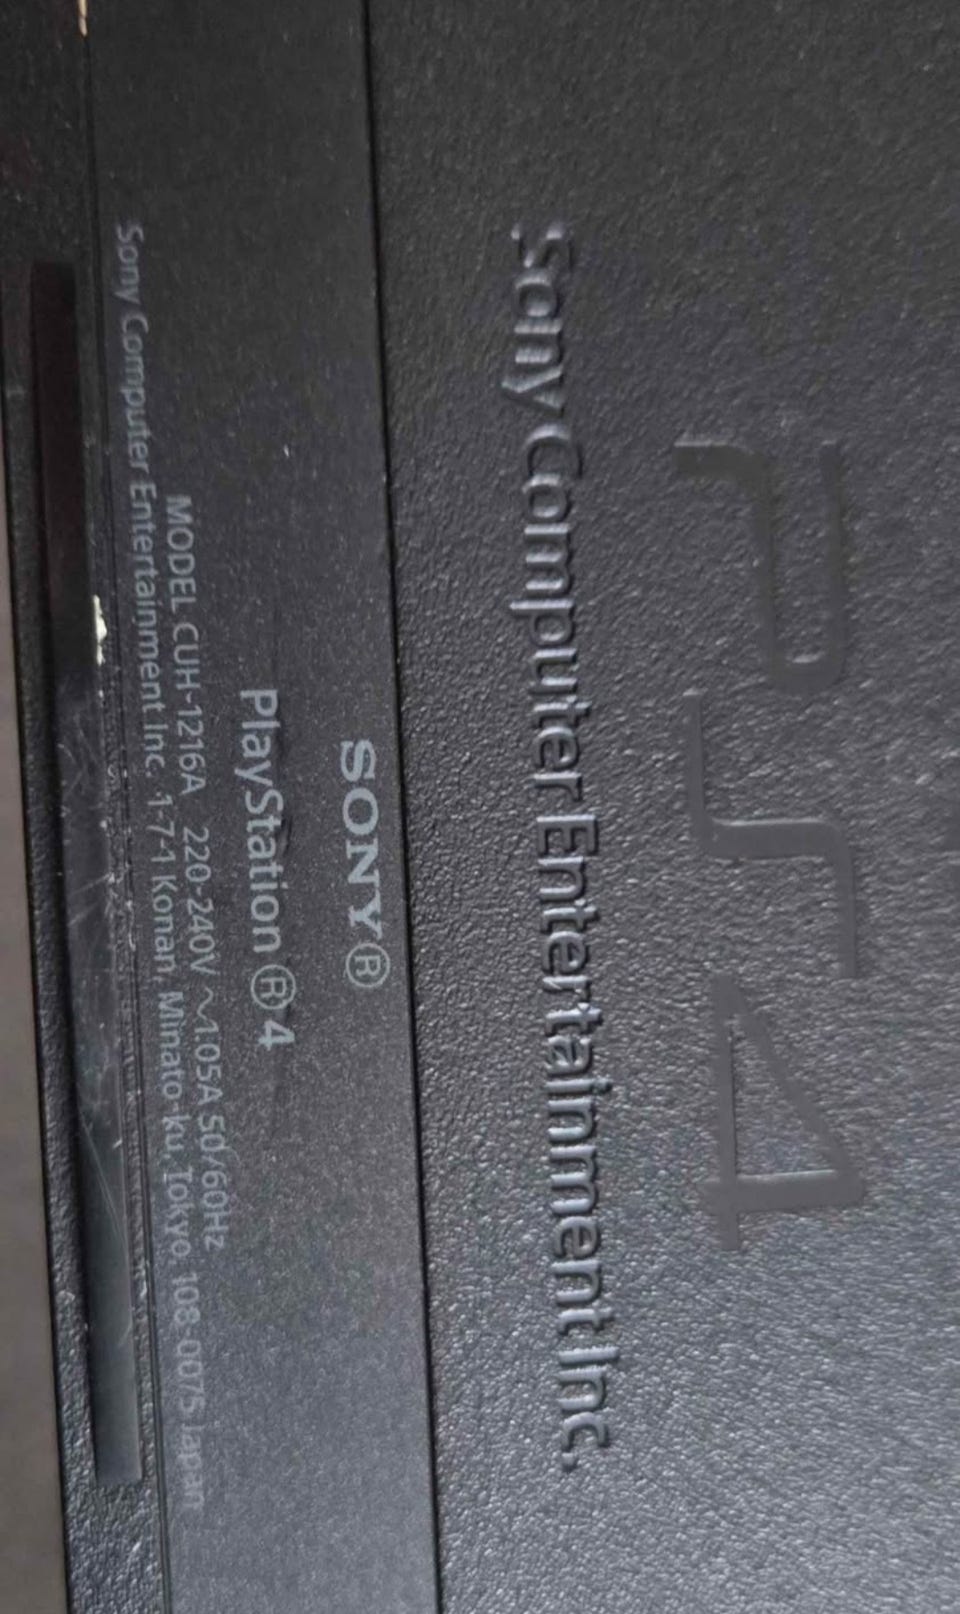 PS4
Sony Computer Entertainment Inc.
SONY®
PlayStation®4
MODEL CUH-1216A 220-240V ~1.05A 50/60Hz
Sony Computer Entertainment Inc. 1-7-1 Konan, Minato-ku, Tokyo, 108-0075 Japan